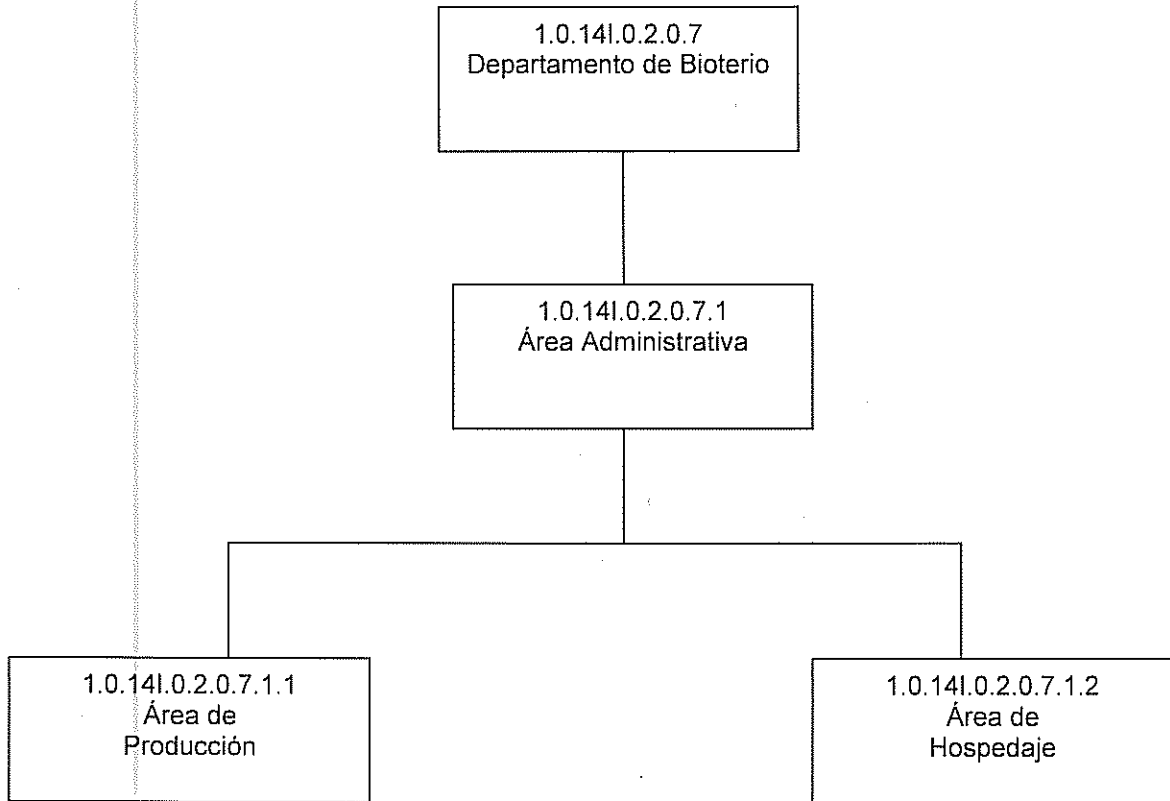 1.0.14I.0.2.0.7
Departamento de Bioterio
1.0.14I.0.2.0.7.1
Área Administrativa
1.0.14I.0.2.0.7.1.1
Área de
Producción
1.0.14I.0.2.0.7.1.2
Área de
Hospedaje